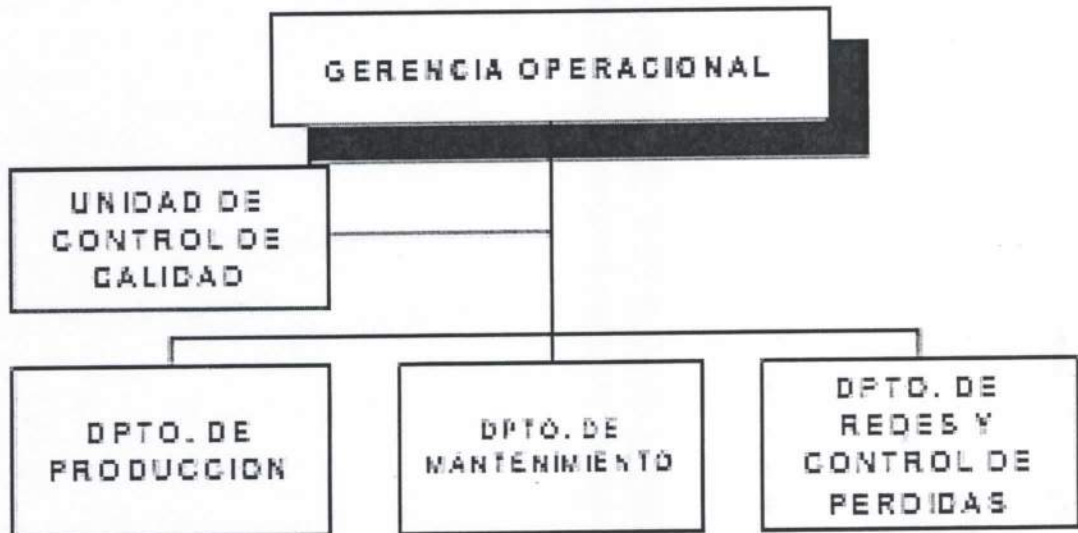 GERENCIA OPERACIONAL
UNIDAD DE
CONTROL DE
CALIDAD
DPTO. DE
PRODUCCION
DPTO. DE
MANTENIMIENTO
DPTO. DE
REDES Y
CONTROL DE
PERDIDAS